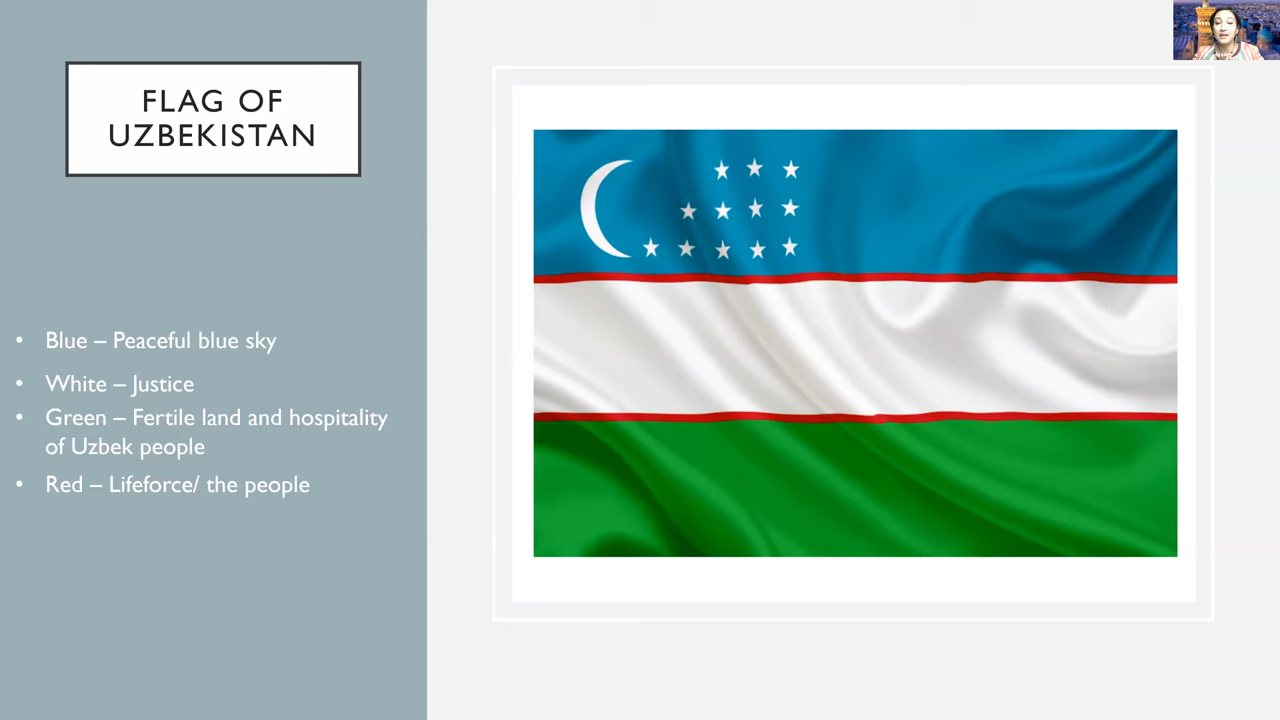 FLAG OF
UZBEKISTAN
• Blue – Peaceful blue sky
• White – Justice
• Green – Fertile land and hospitality
of Uzbek people
• Red – Lifeforce/ the people